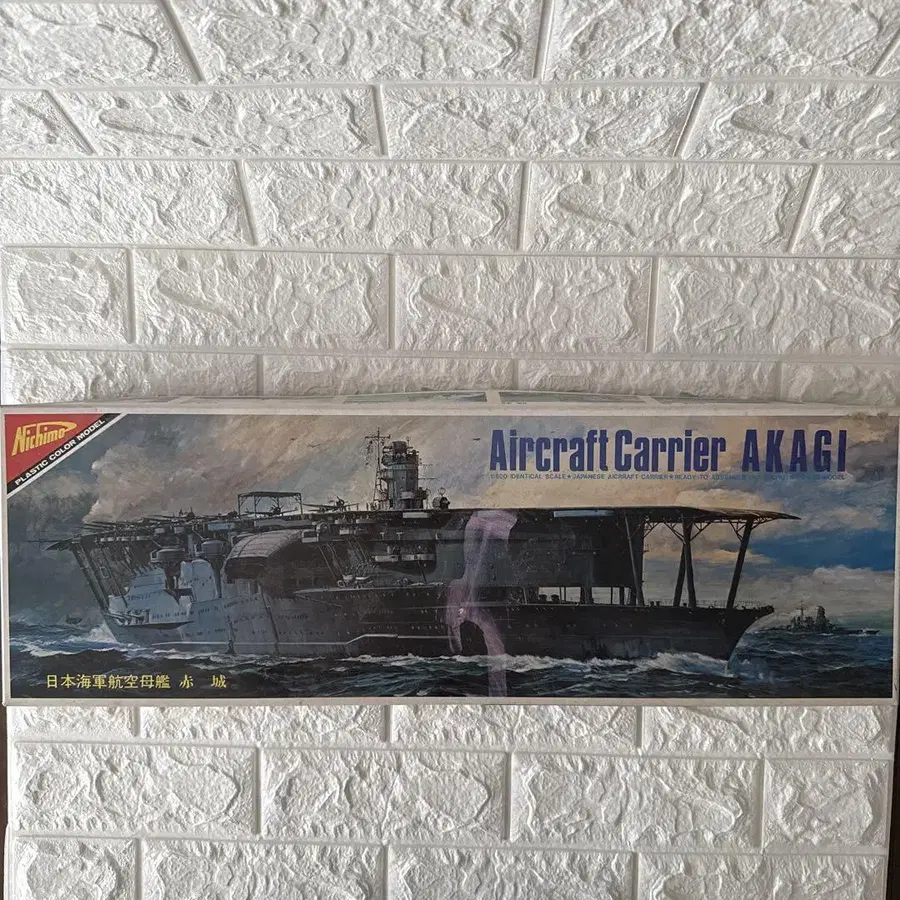 Nichimo
PLASTIC COLOR MODEL
Aircraft Carrier AKAGI
1/500 IDENTICAL SCALE★JAPANESE AIRCRAFT CARRIER★READY TO ASSEMBLE MODEL
日本海軍航空母艦 赤 城